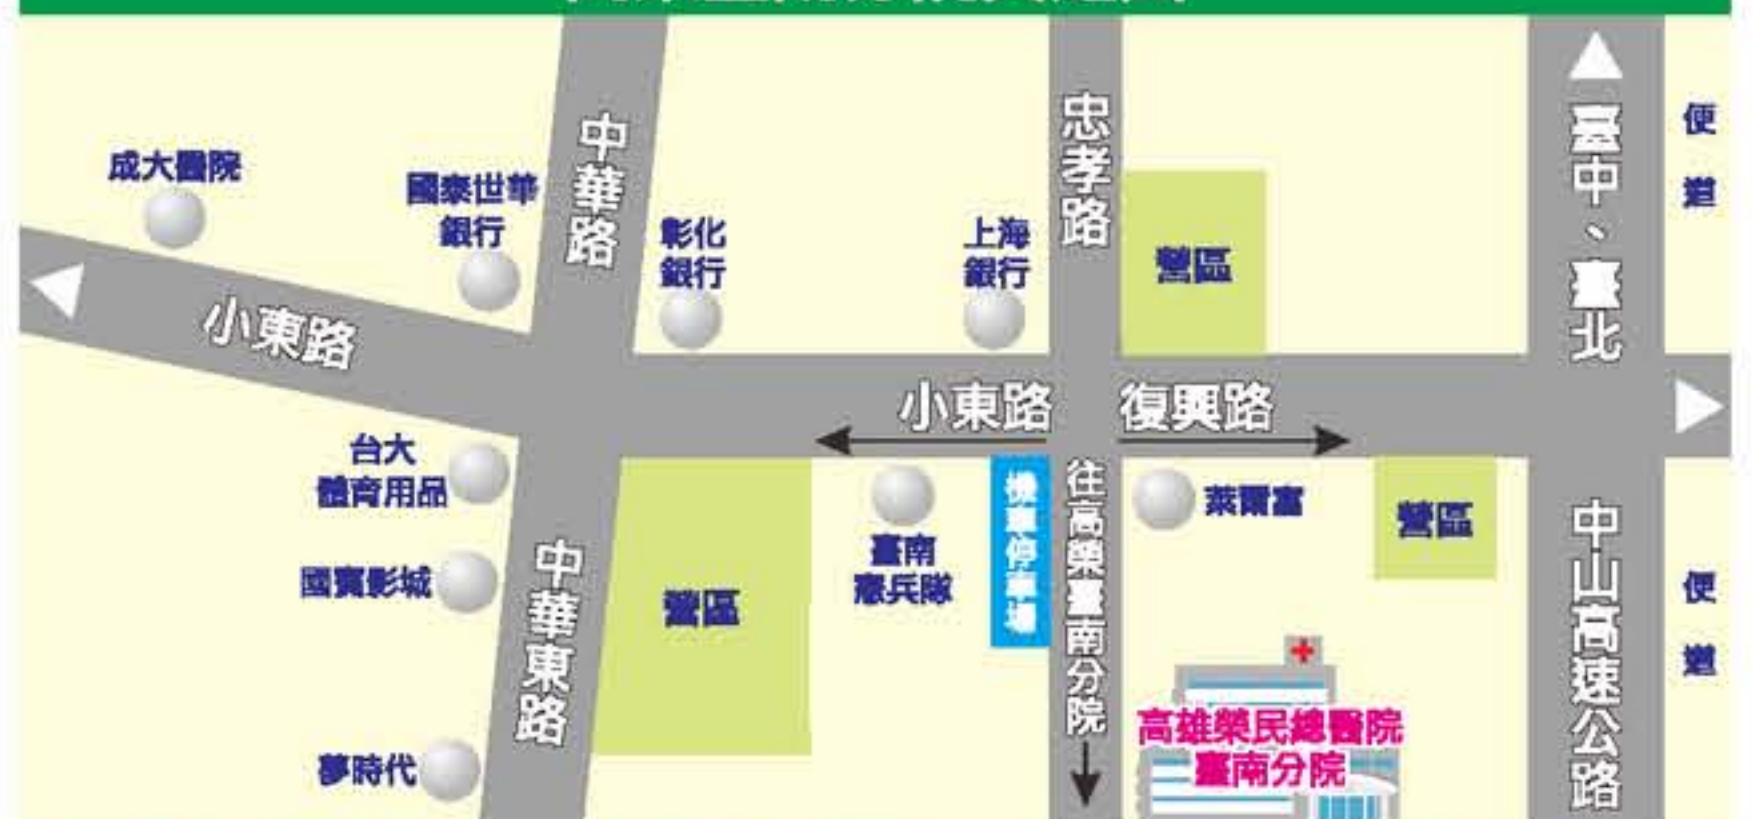 中華路
忠孝路
臺中、臺北
便道
成大醫院
國泰世華
銀行
彰化
銀行
上海
銀行
營區
小東路
小東路
復興路
台大
體育用品
往高榮臺南分院
機車停車場
萊爾富
營區
臺南
憲兵隊
國賓影城
中華東路
營區
中山高速公路
便道
高雄榮民總醫院
臺南分院
夢時代